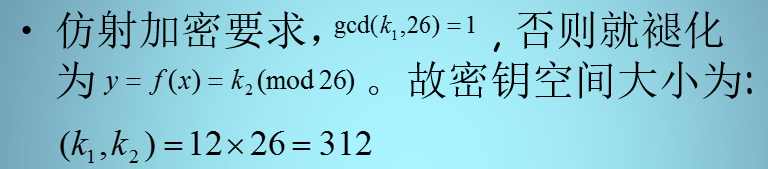 • 仿射加密要求，gcd(k₁,26) = 1 , 否则就褪化
为 y = f(x) = k₂(mod 26) 。故密钥空间大小为:
(k₁,k₂) = 12×26 = 312